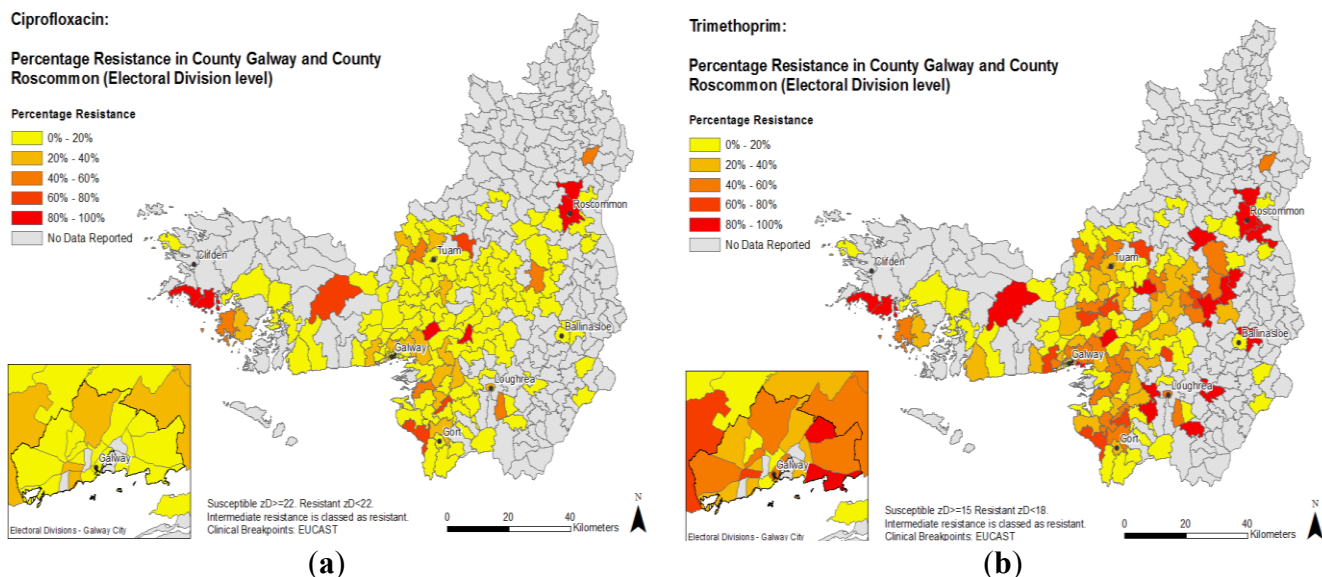 Ciprofloxacin:
Percentage Resistance in County Galway and County
Roscommon (Electoral Division level)
Percentage Resistance
0% - 20%
20% - 40%
40% - 60%
60% - 80%
80% - 100%
No Data Reported
Roscommon
Tuam
Clifden
Ballinasloe
Galway
Loughrea
Gort
Galway
Electoral Divisions - Galway City
Susceptible zD>=22. Resistant zD<22.
Intermediate resistance is classed as resistant.
Clinical Breakpoints: EUCAST
0 20 40
Kilometers
N
(a)
Trimethoprim:
Percentage Resistance in County Galway and County
Roscommon (Electoral Division level)
Percentage Resistance
0% - 20%
20% - 40%
40% - 60%
60% - 80%
80% - 100%
No Data Reported
Roscommon
Tuam
Clifden
Ballinasloe
Galway
Loughrea
Gort
Galway
Electoral Divisions - Galway City
Susceptible zD>=15 Resistant zD<18.
Intermediate resistance is classed as resistant.
Clinical Breakpoints: EUCAST
0 20 40
Kilometers
N
(b)